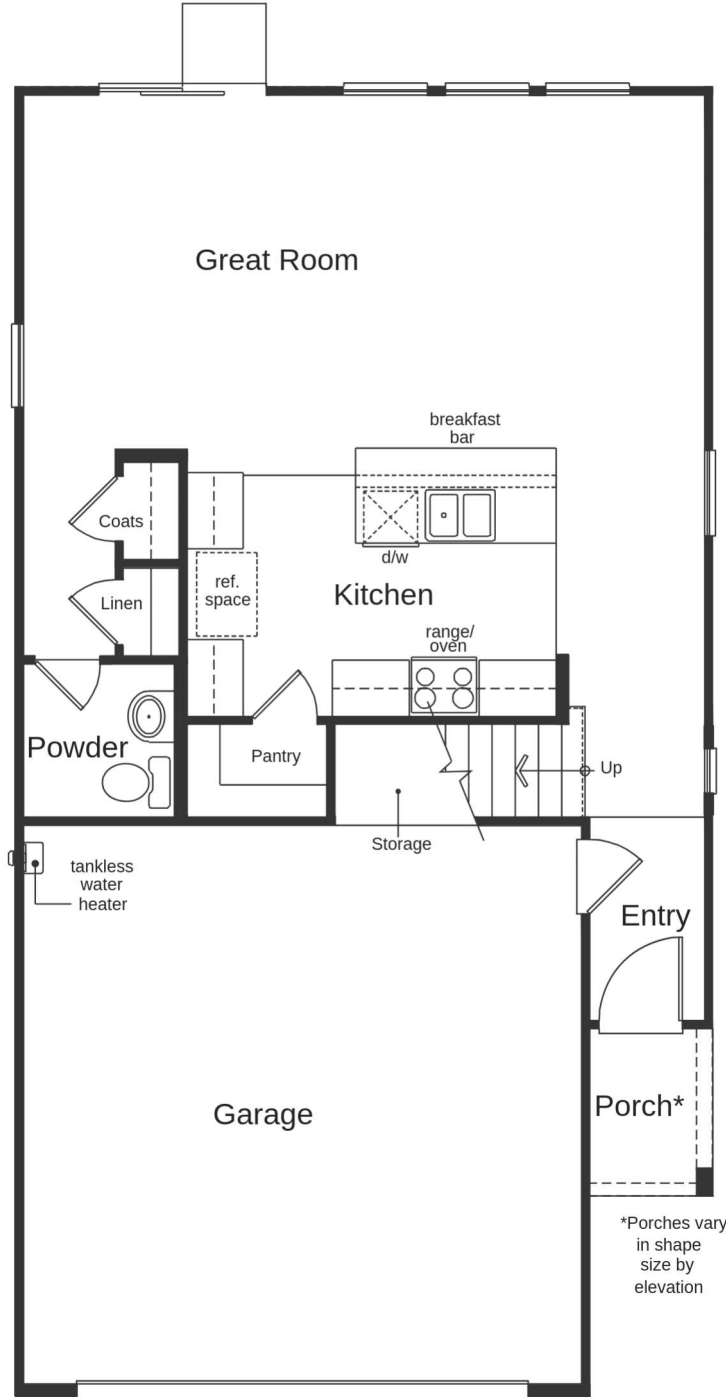 Great Room
breakfast
bar
Coats
d/w
ref.
space
Linen
Kitchen
range/
oven
Powder
Pantry
Up
Storage
tankless
water
heater
Entry
Porch*
Garage
*Porches vary
in shape
size by
elevation